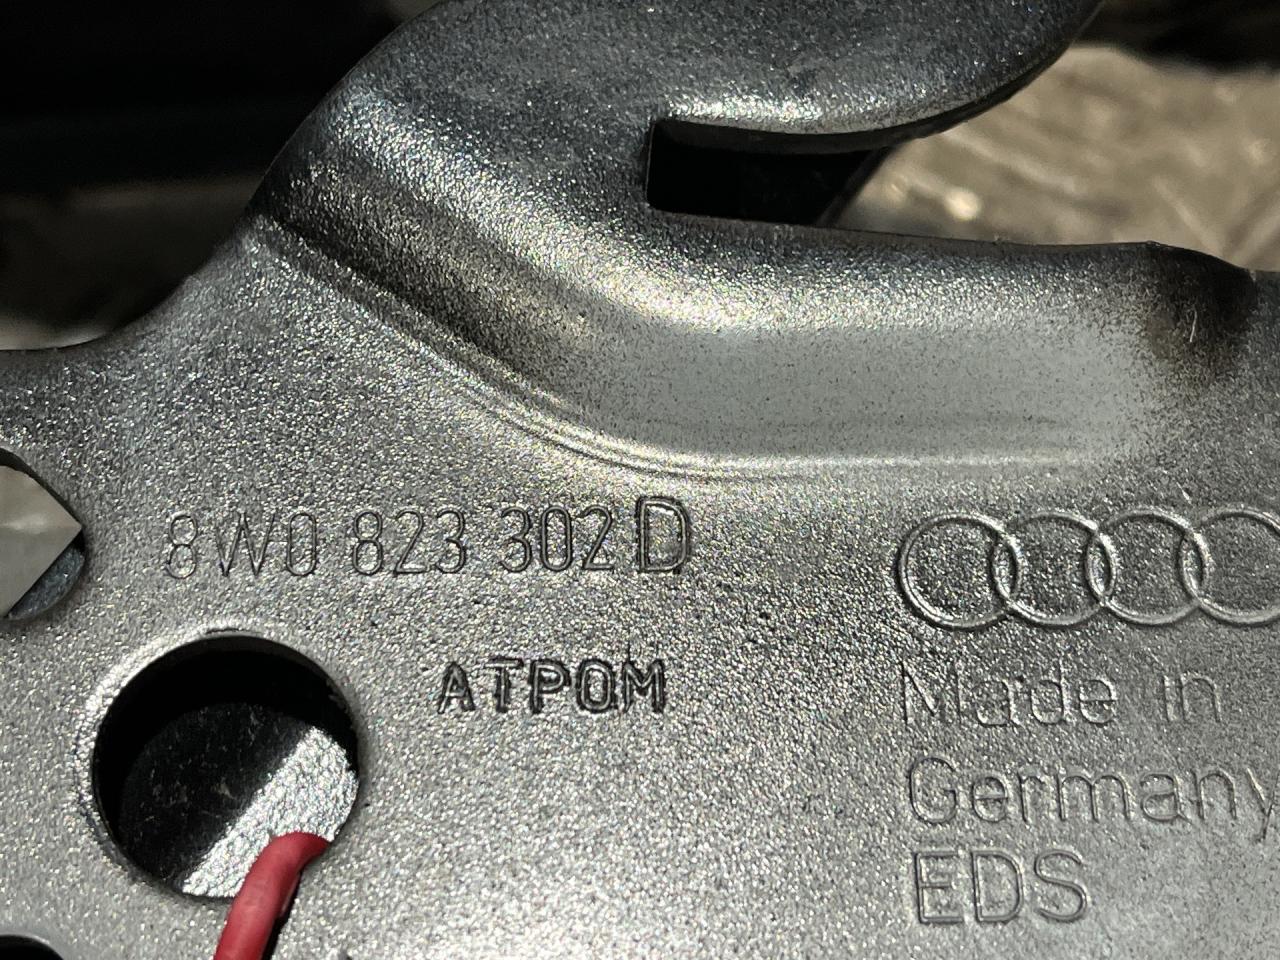 8W0 823 302 D
ATPOM
Made in
Germany
EDS